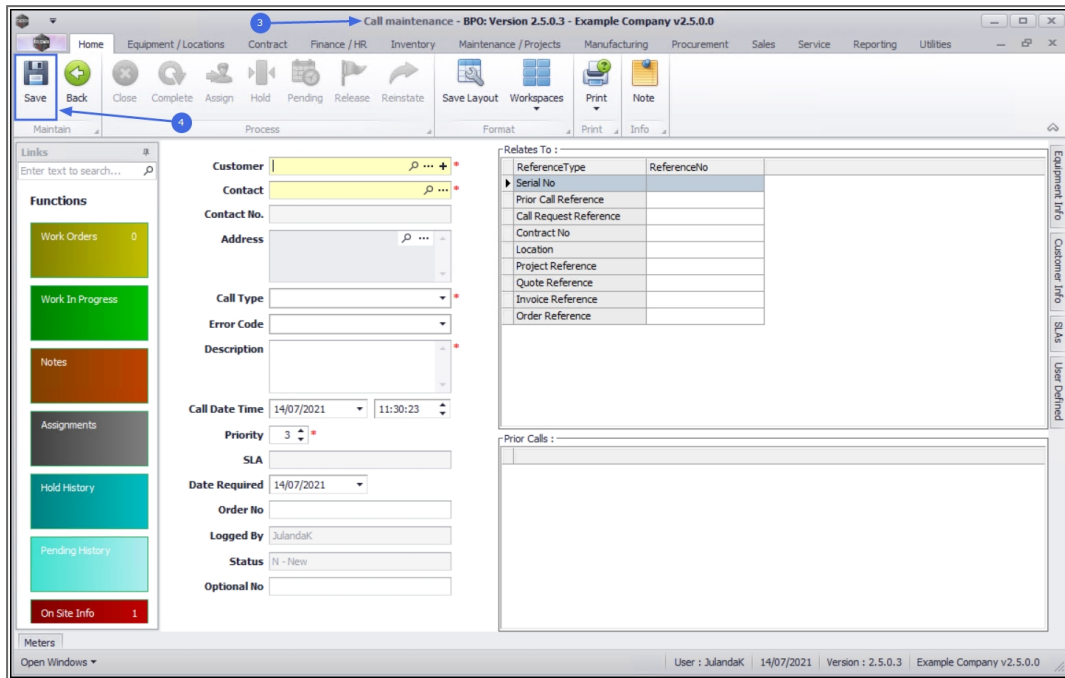 3
Call maintenance - BPO: Version 2.5.0.3 - Example Company v2.5.0.0
Home Equipment / Locations Contract Finance / HR Inventory Maintenance / Projects Manufacturing Procurement Sales Service Reporting Utilities
Save Back Close Complete Assign Hold Pending Release Reinstate Save Layout Workspaces Print Note
4
Maintain Process Format Print Info
Links
Enter text to search...
Functions
Work Orders 0
Work In Progress
Notes
Assignments
Hold History
Pending History
On Site Info 1
Customer *
Contact *
Contact No.
Address
Call Type *
Error Code
Description *
Call Date Time 14/07/2021 11:30:23
Priority 3 *
SLA
Date Required 14/07/2021
Order No
Logged By JulandaK
Status N - New
Optional No
Relates To :
ReferenceType ReferenceNo
Serial No
Prior Call Reference
Call Request Reference
Contract No
Location
Project Reference
Quote Reference
Invoice Reference
Order Reference
Prior Calls :
Equipment Info
Customer Info
SLAs
User Defined
Meters
Open Windows User : JulandaK 14/07/2021 Version : 2.5.0.3 Example Company v2.5.0.0